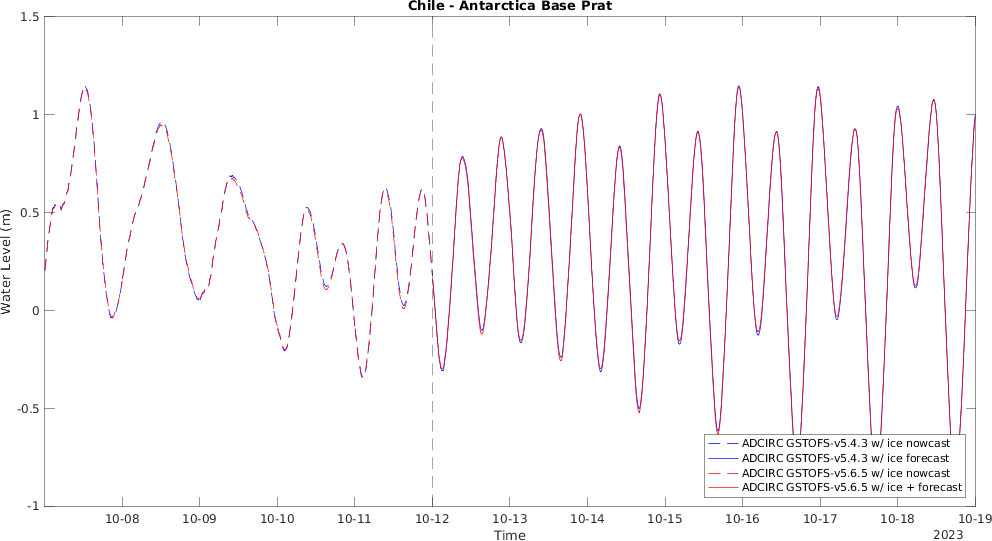 Chile - Antarctica Base Prat
1.5
1
0.5
0
-0.5
-1
Water Level (m)
10-08 10-09 10-10 10-11 10-12 10-13 10-14 10-15 10-16 10-17 10-18 10-19
Time
2023
ADCIRC GSTOFS-v5.4.3 w/ ice nowcast
ADCIRC GSTOFS-v5.4.3 w/ ice forecast
ADCIRC GSTOFS-v5.6.5 w/ ice nowcast
ADCIRC GSTOFS-v5.6.5 w/ ice + forecast